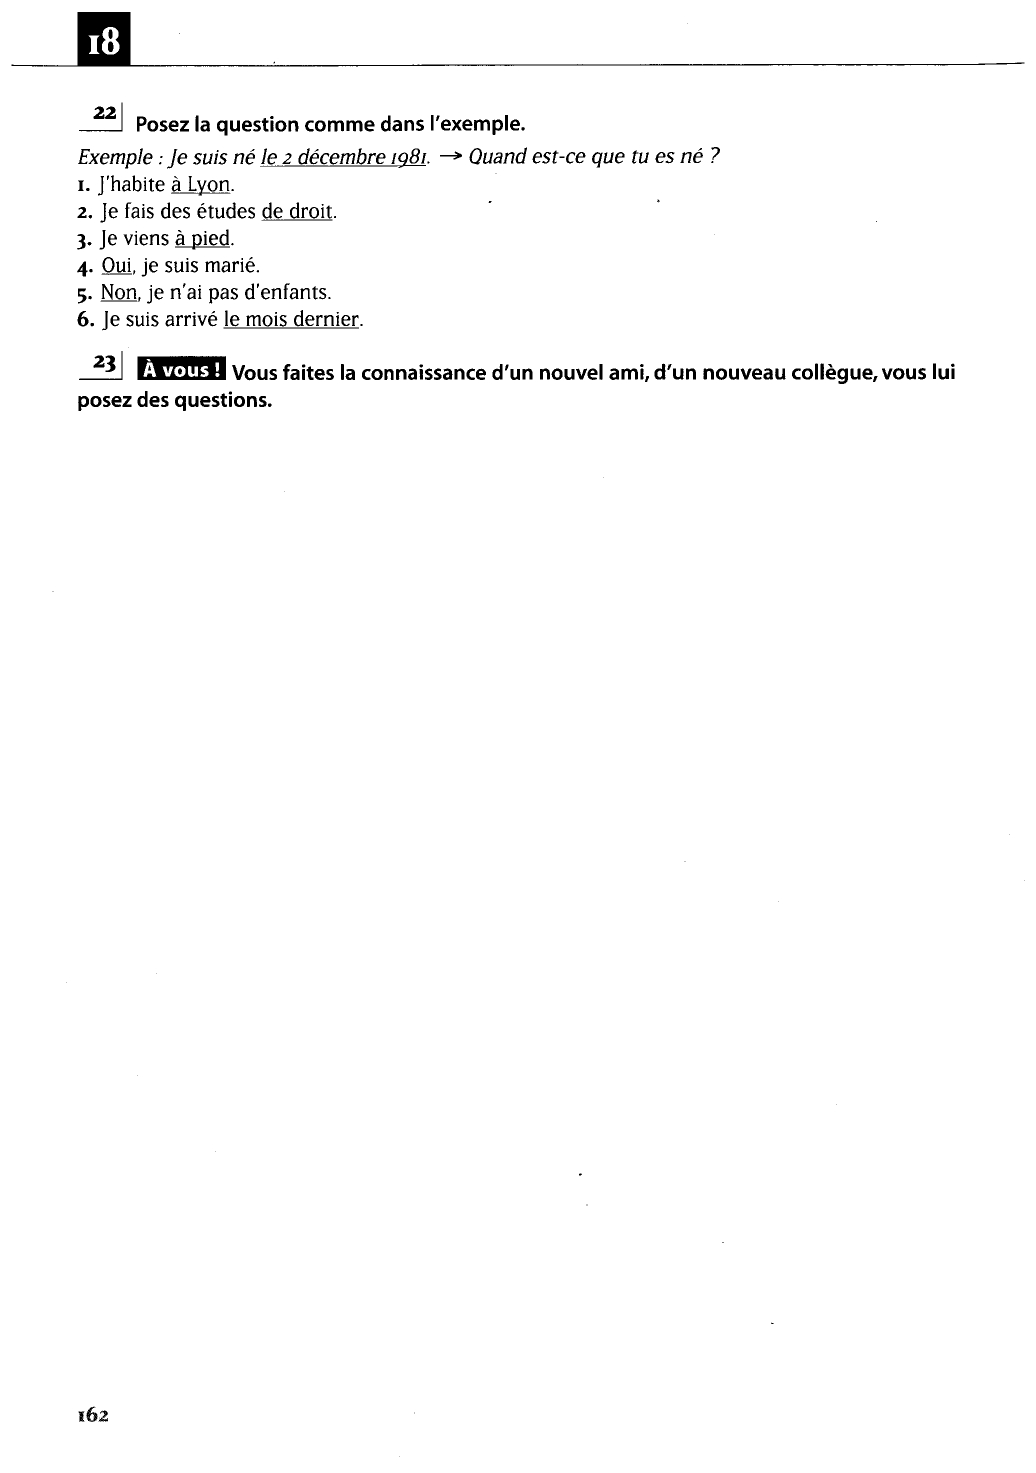 18
22 Posez la question comme dans l'exemple.
Exemple : Je suis né le 2 décembre 1981. → Quand est-ce que tu es né ?
1. J'habite à Lyon.
2. Je fais des études de droit.
3. Je viens à pied.
4. Oui, je suis marié.
5. Non, je n'ai pas d'enfants.
6. Je suis arrivé le mois dernier.
23 À vous ! Vous faites la connaissance d'un nouvel ami, d'un nouveau collègue, vous lui
posez des questions.
162